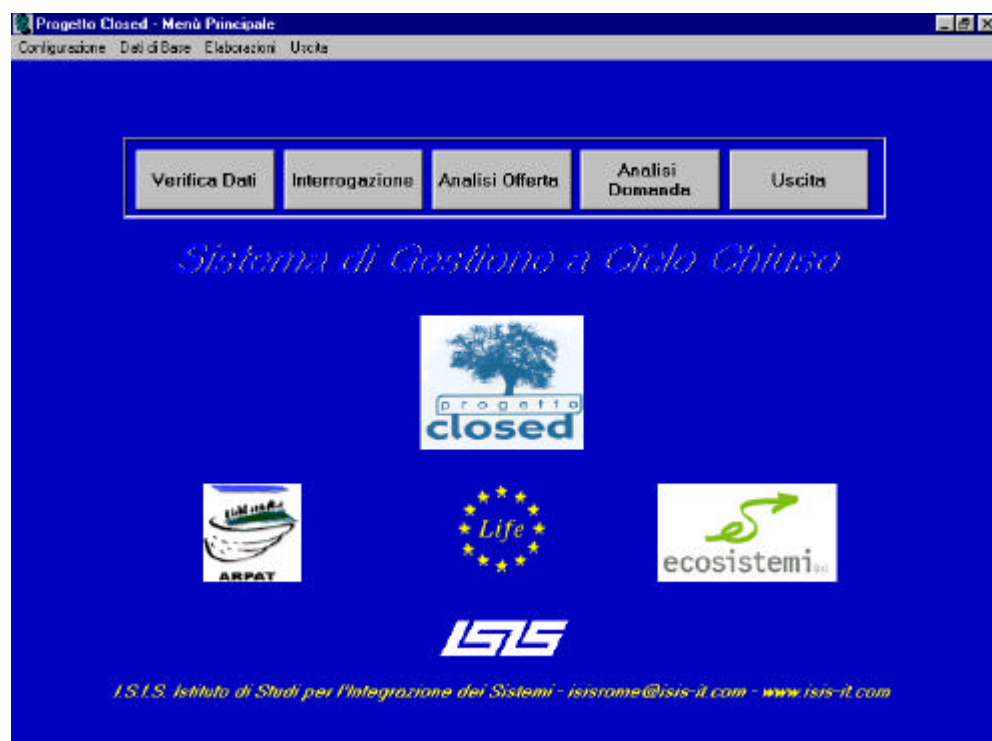 Progetto Closed - Menù Principale
Configurazione Dati di Base Elaborazioni Uscita
Verifica Dati Interrogazione Analisi Offerta Analisi Domanda Uscita
Sistema di Gestione a Ciclo Chiuso
progetto
closed
ARPAT
Life
ecosistemi
ISIS
I.S.I.S. Istituto di Studi per l'Integrazione dei Sistemi - isisrome@isis-it.com - www.isis-it.com